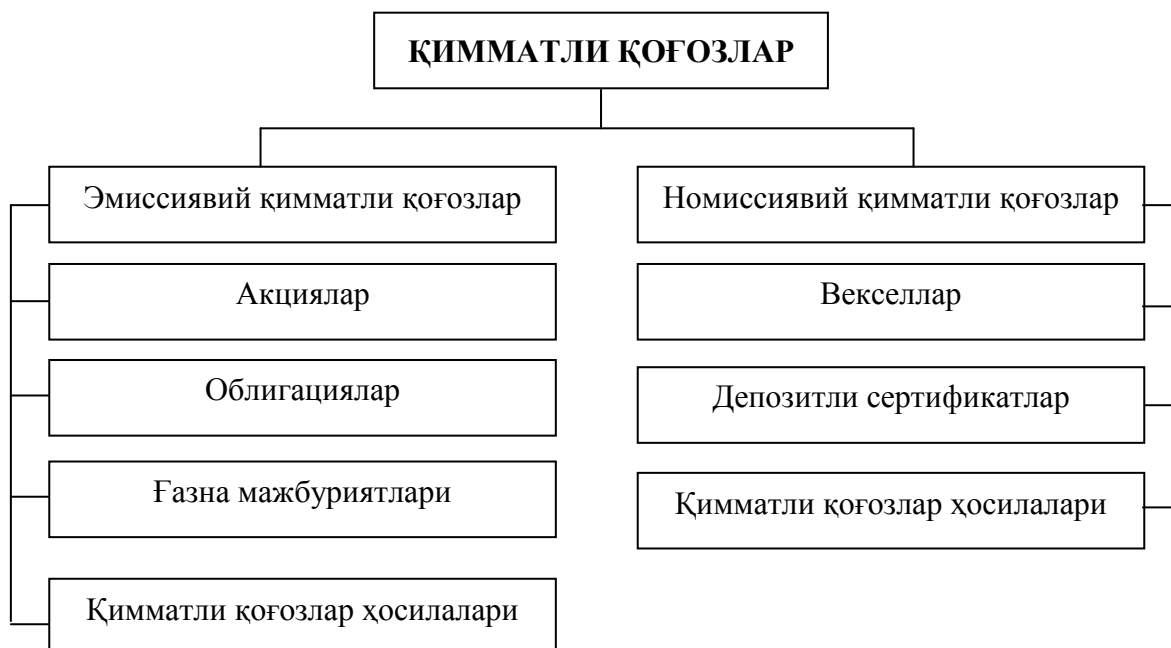 ҚИММАТЛИ ҚОҒОЗЛАР
Эмиссиявий қимматли қоғозлар
Акциялар
Облигациялар
Ғазна мажбуриятлари
Қимматли қоғозлар ҳосилалари
Номиссиявий қимматли қоғозлар
Векселлар
Депозитли сертификатлар
Қимматли қоғозлар ҳосилалари